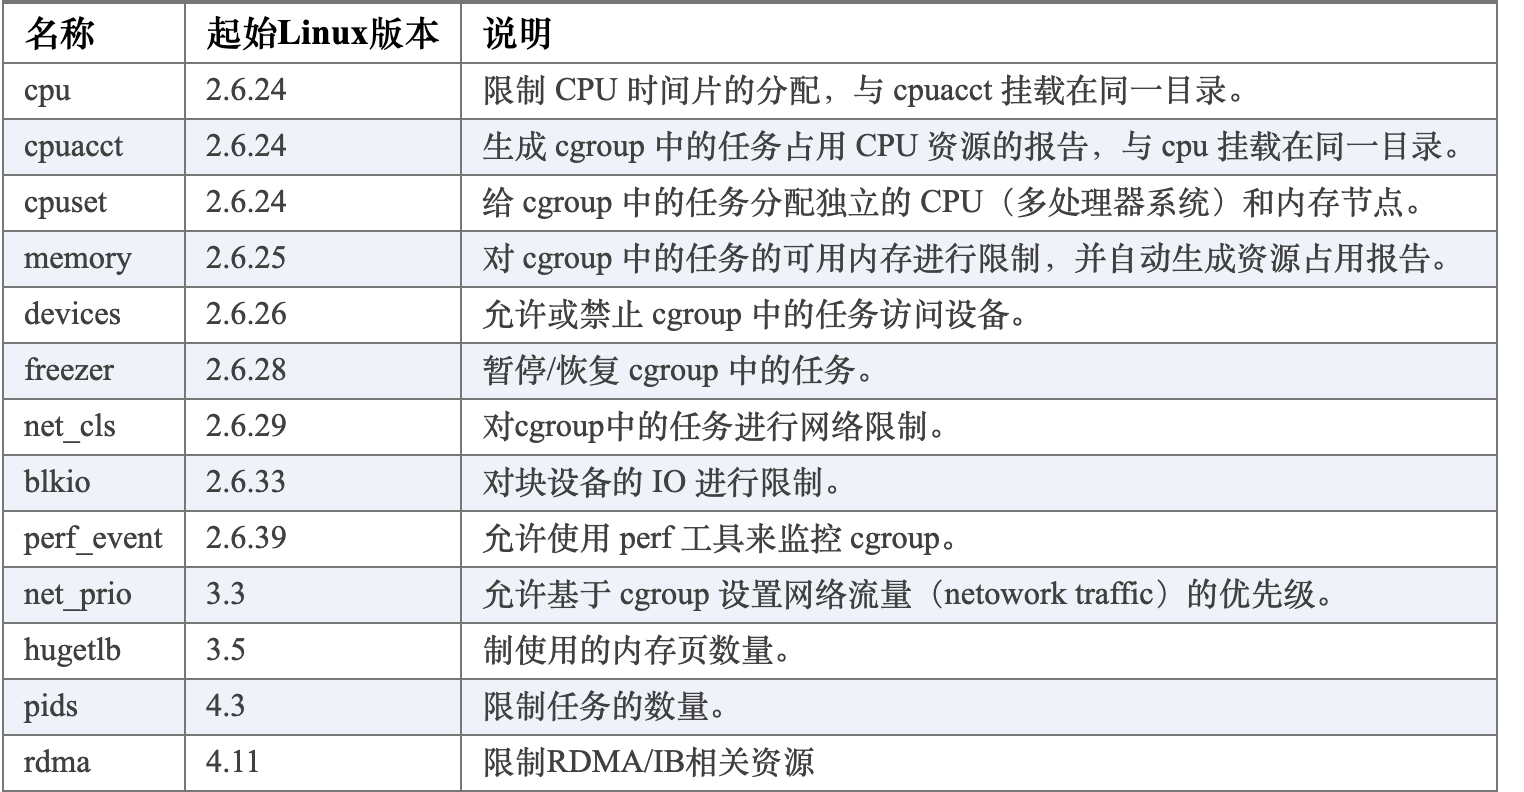 名称 起始Linux版本 说明
cpu 2.6.24 限制 CPU 时间片的分配，与 cpuacct 挂载在同一目录。
cpuacct 2.6.24 生成 cgroup 中的任务占用 CPU 资源的报告，与 cpu 挂载在同一目录。
cpuset 2.6.24 给 cgroup 中的任务分配独立的 CPU（多处理器系统）和内存节点。
memory 2.6.25 对 cgroup 中的任务的可用内存进行限制，并自动生成资源占用报告。
devices 2.6.26 允许或禁止 cgroup 中的任务访问设备。
freezer 2.6.28 暂停/恢复 cgroup 中的任务。
net_cls 2.6.29 对cgroup中的任务进行网络限制。
blkio 2.6.33 对块设备的 IO 进行限制。
perf_event 2.6.39 允许使用 perf 工具来监控 cgroup。
net_prio 3.3 允许基于 cgroup 设置网络流量（netowork traffic）的优先级。
hugetlb 3.5 制使用的内存页数量。
pids 4.3 限制任务的数量。
rdma 4.11 限制RDMA/IB相关资源